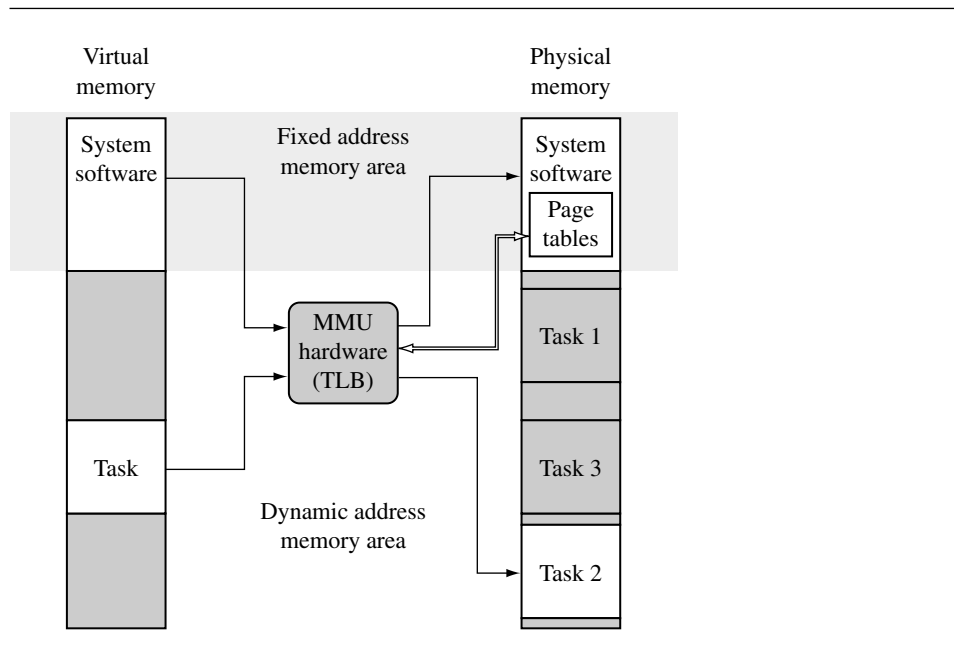 Virtual
memory
Physical
memory
System
software
Fixed address
memory area
System
software
Page
tables
MMU
hardware
(TLB)
Task 1
Task
Task 3
Dynamic address
memory area
Task 2